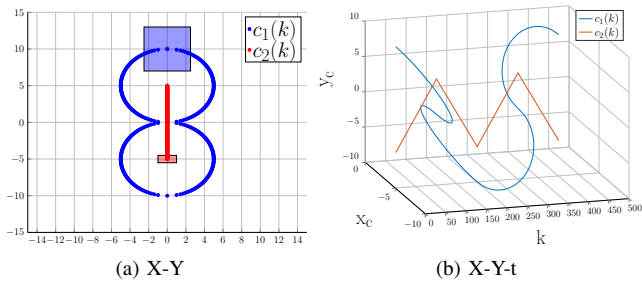 15
10
5
0
−5
−10
−15
−14 −12 −10 −8 −6 −4 −2 0 2 4 6 8 10 12 14
c₁(k)
c₂(k)
(a) X-Y
10
5
0
-5
-10
y_c
0
-5
-10
x_c
0 50 100 150 200 250 300 350 400 450 500
k
c₁(k)
c₂(k)
(b) X-Y-t